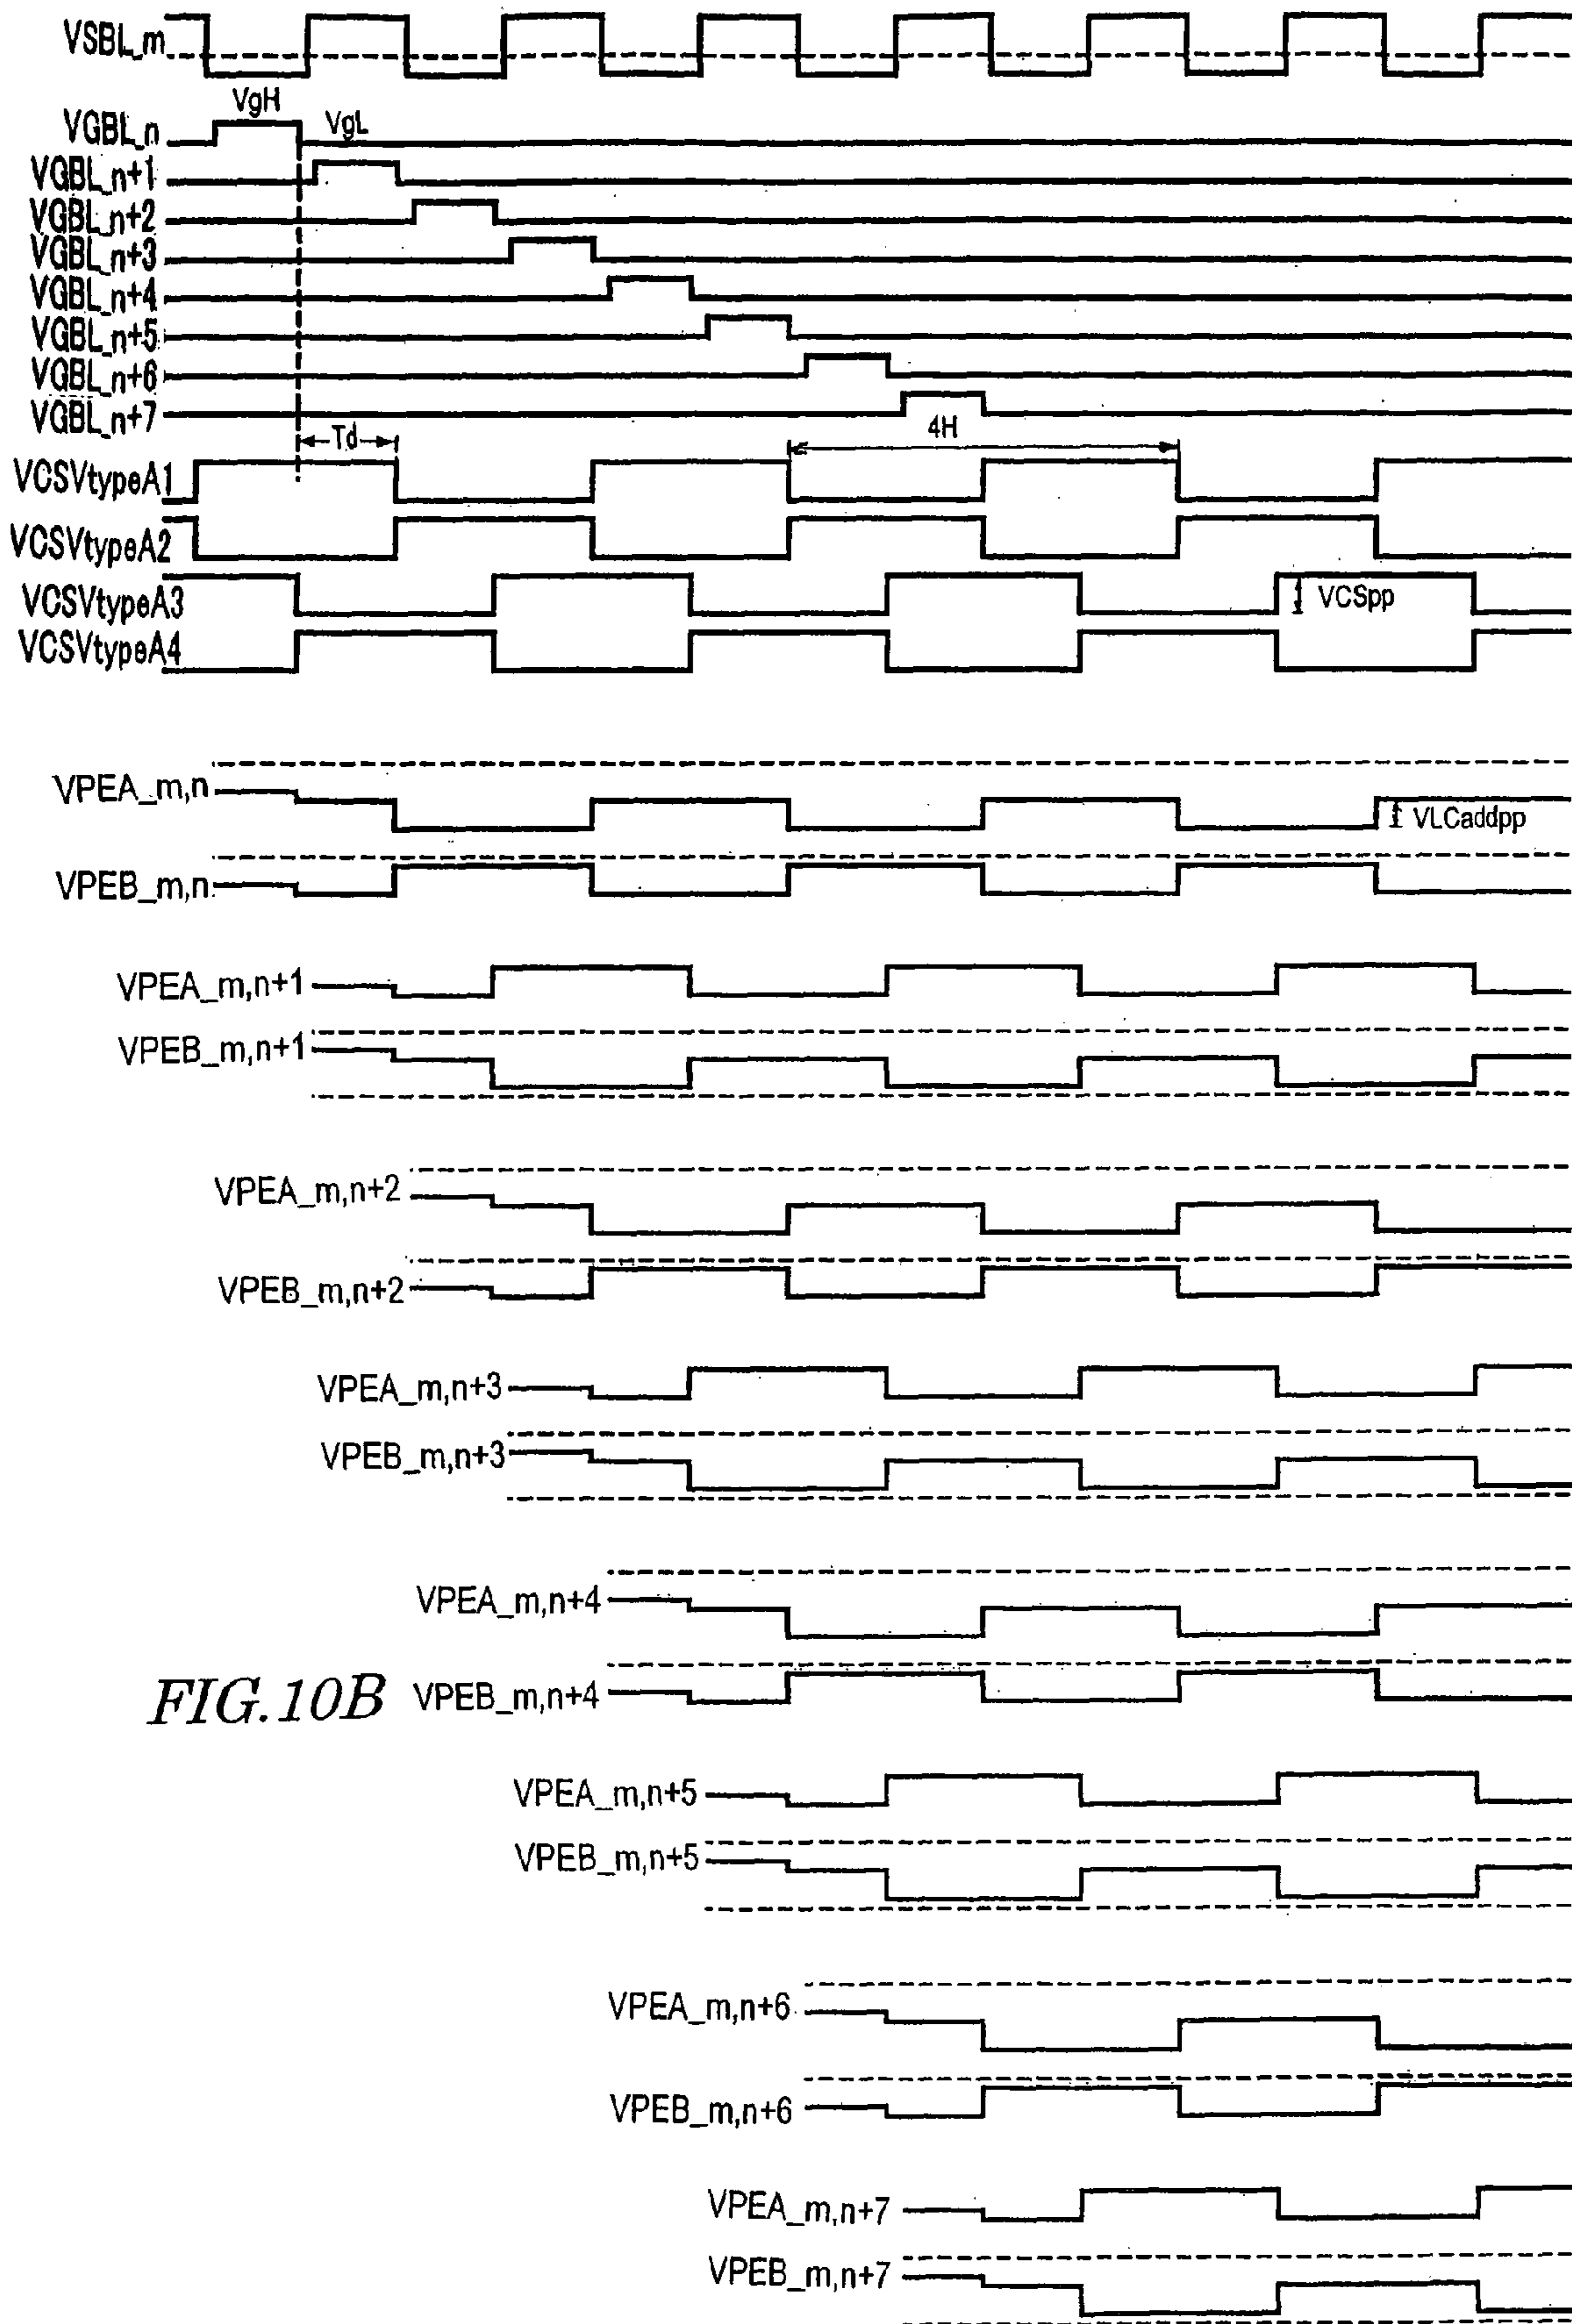 VSBL_m
VgH
VGBL_n
VgL
VGBL_n+1
VGBL_n+2
VGBL_n+3
VGBL_n+4
VGBL_n+5
VGBL_n+6
VGBL_n+7
Td
4H
VCSVtypeA1
VCSVtypeA2
VCSVtypeA3
VCSpp
VCSVtypeA4
VPEA_m,n
VLCaddpp
VPEB_m,n
VPEA_m,n+1
VPEB_m,n+1
VPEA_m,n+2
VPEB_m,n+2
VPEA_m,n+3
VPEB_m,n+3
VPEA_m,n+4
FIG.10B
VPEB_m,n+4
VPEA_m,n+5
VPEB_m,n+5
VPEA_m,n+6
VPEB_m,n+6
VPEA_m,n+7
VPEB_m,n+7